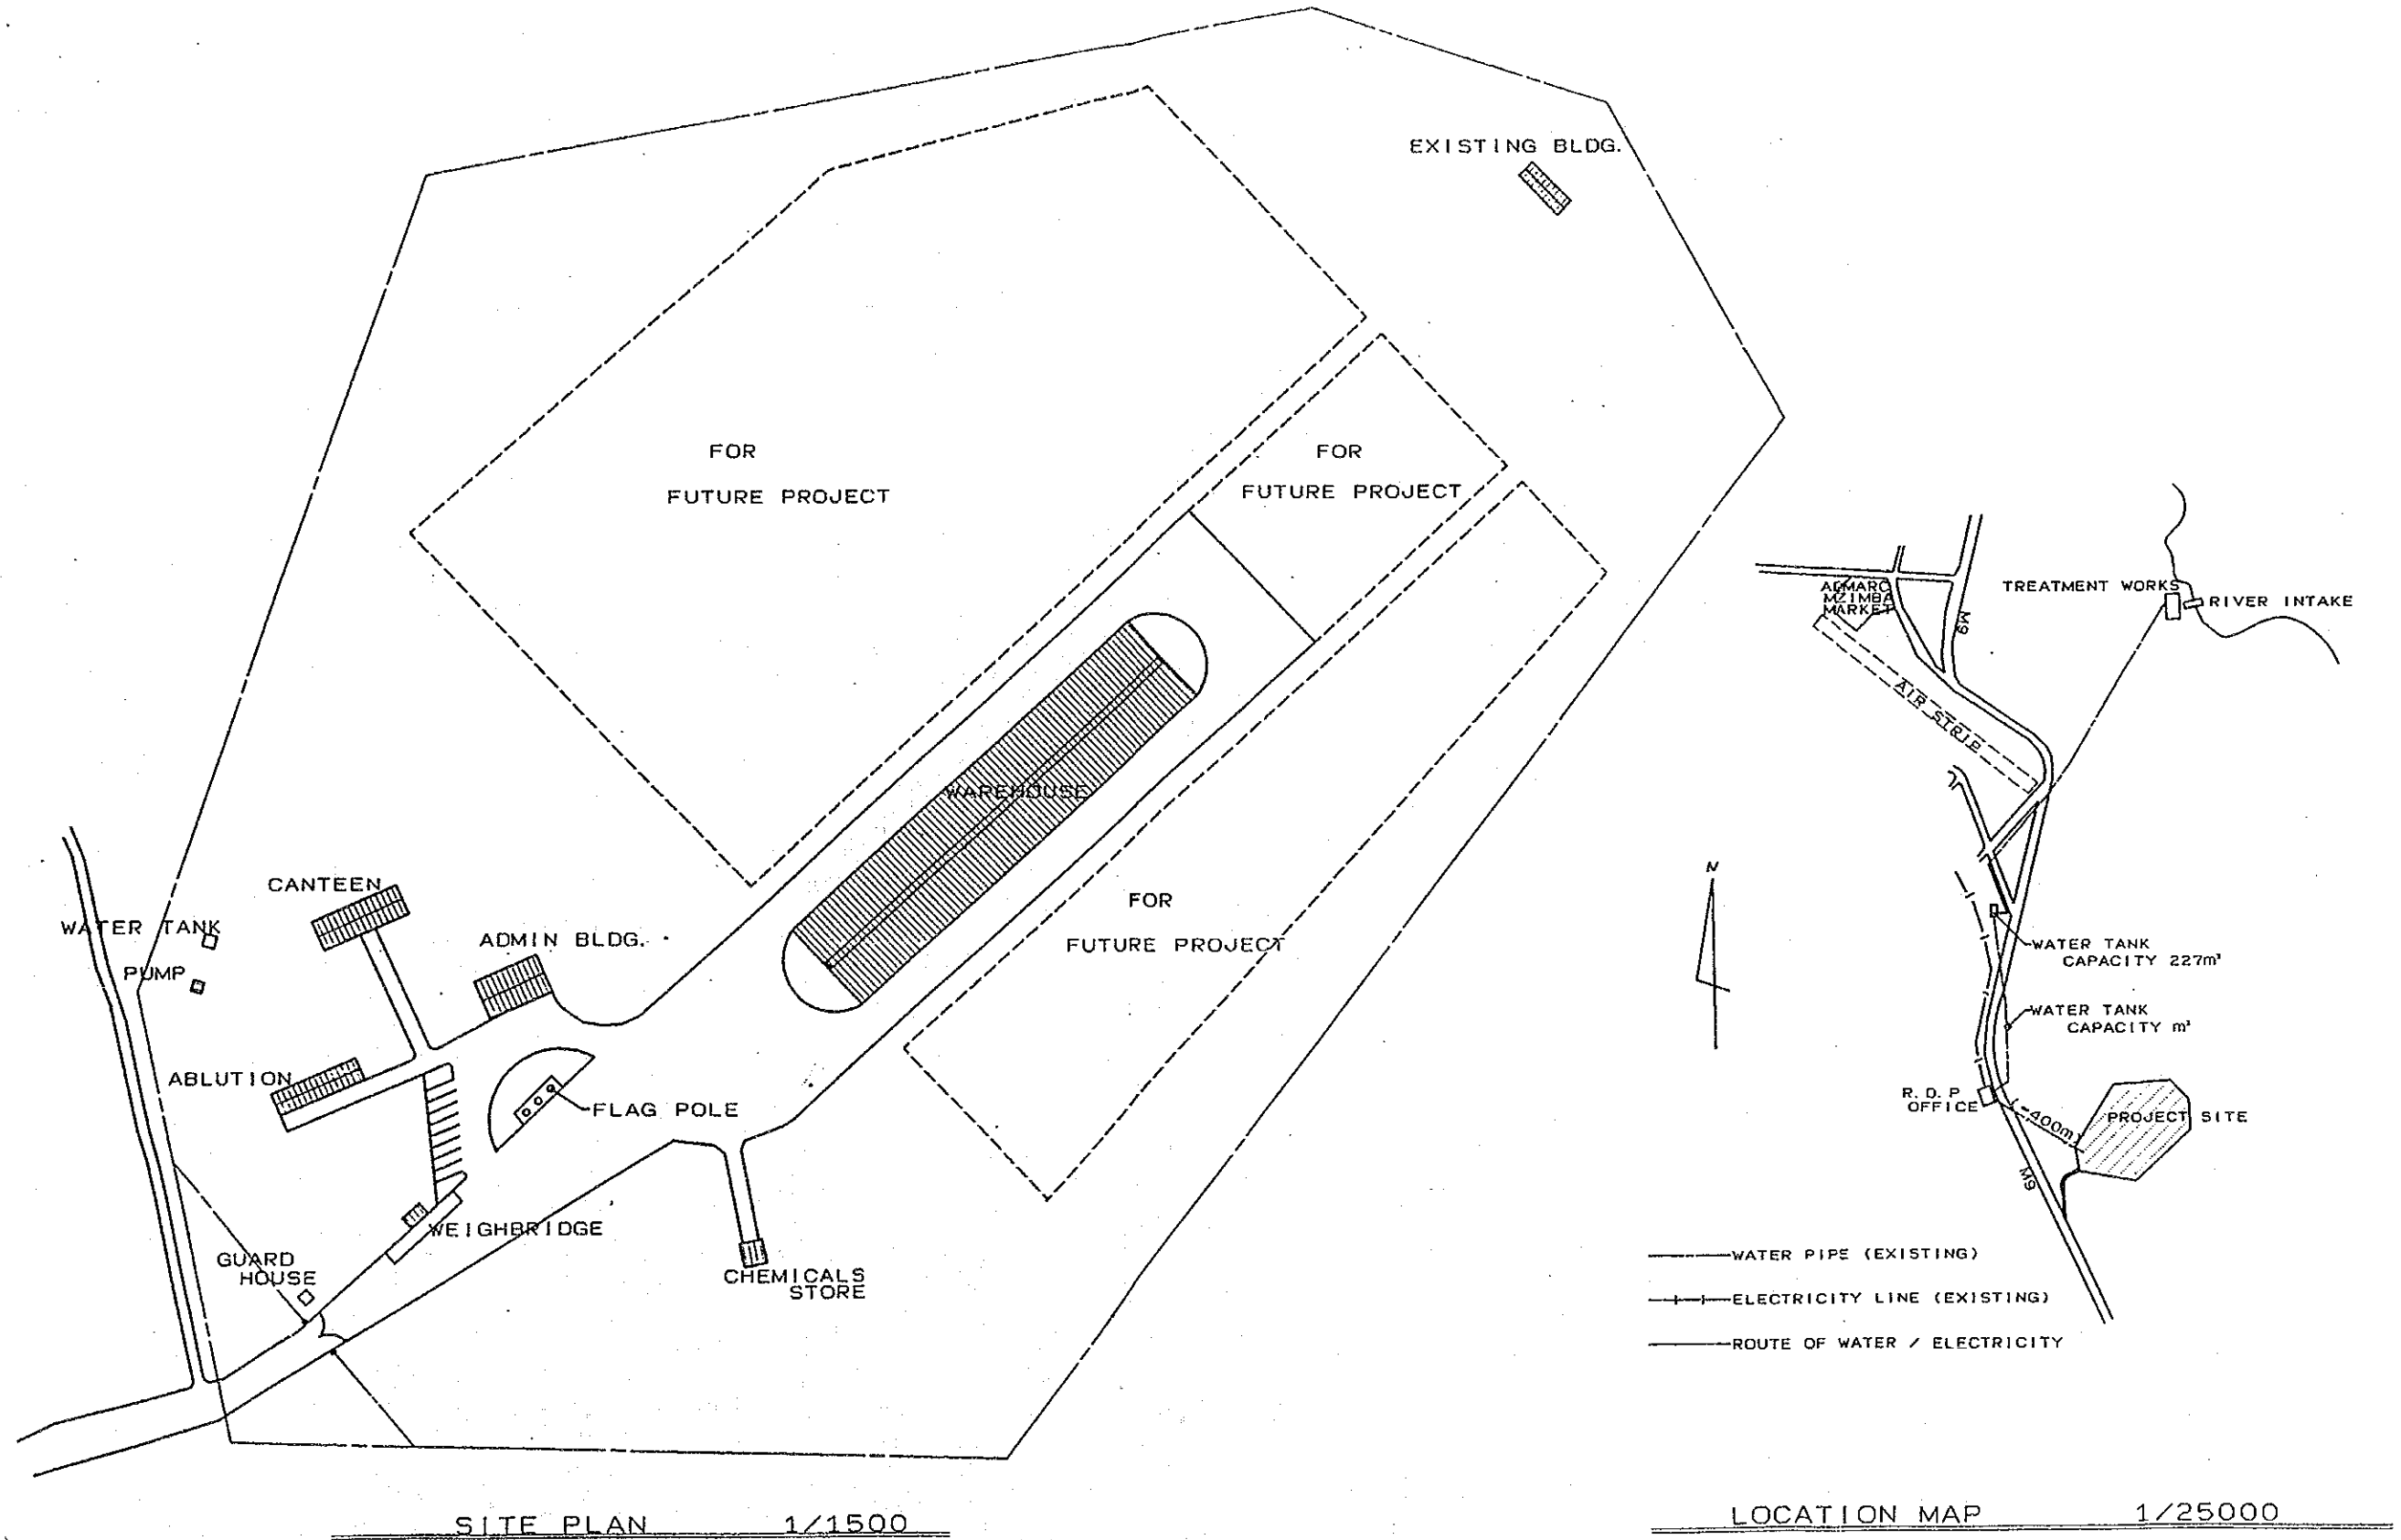 EXISTING BLDG.
FOR
FUTURE PROJECT
FOR
FUTURE PROJECT
WAREHOUSE
FOR
FUTURE PROJECT
CANTEEN
WATER TANK
PUMP
ADMIN BLDG.
ABLUTION
FLAG POLE
WEIGHBRIDGE
GUARD
HOUSE
CHEMICALS
STORE
SITE PLAN 1/1500
ADMARC
MZIMBA
MARKET
M9
TREATMENT WORKS
RIVER INTAKE
AIR STRIP
N
WATER TANK
CAPACITY 227m³
WATER TANK
CAPACITY m³
R.D.P
OFFICE
(-400m)
PROJECT SITE
M9
WATER PIPE (EXISTING)
ELECTRICITY LINE (EXISTING)
ROUTE OF WATER / ELECTRICITY
LOCATION MAP 1/25000